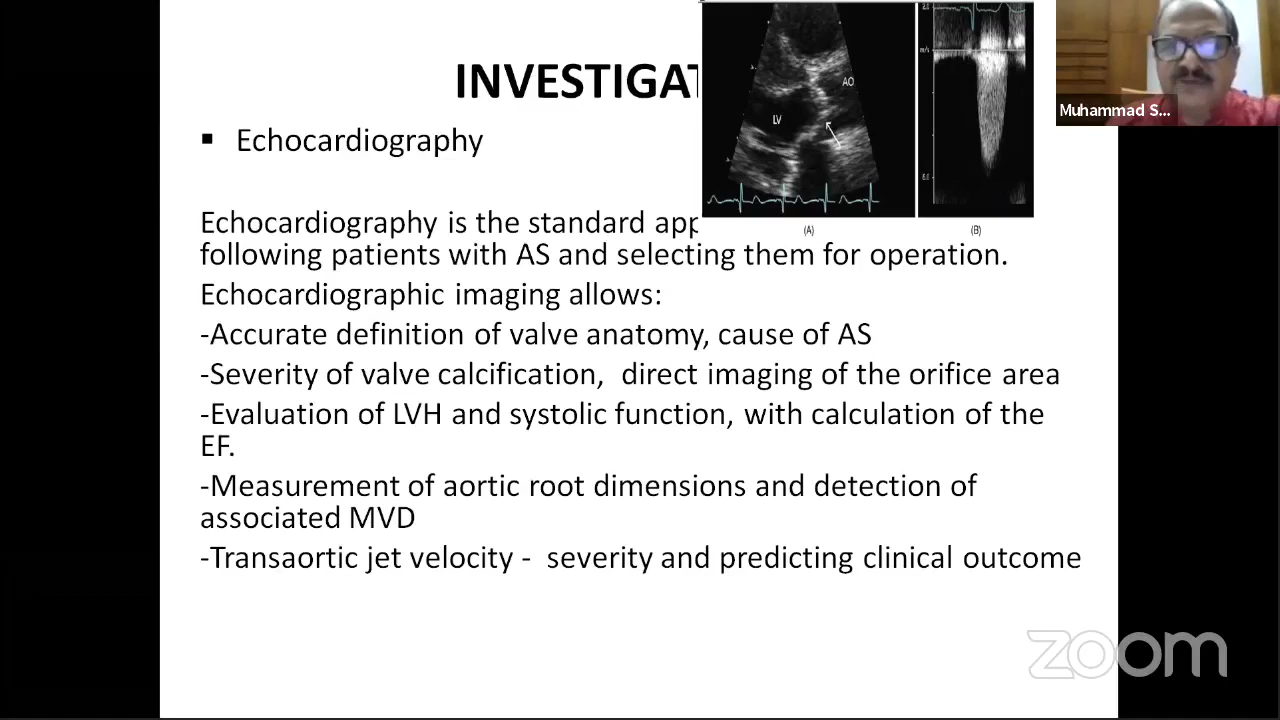 INVESTIGAT
▪ Echocardiography
Echocardiography is the standard app
following patients with AS and selecting them for operation.
Echocardiographic imaging allows:
-Accurate definition of valve anatomy, cause of AS
-Severity of valve calcification, direct imaging of the orifice area
-Evaluation of LVH and systolic function, with calculation of the
EF.
-Measurement of aortic root dimensions and detection of
associated MVD
-Transaortic jet velocity - severity and predicting clinical outcome
AO
LV
(A)
m/s
(B)
Muhammad S...
zoom